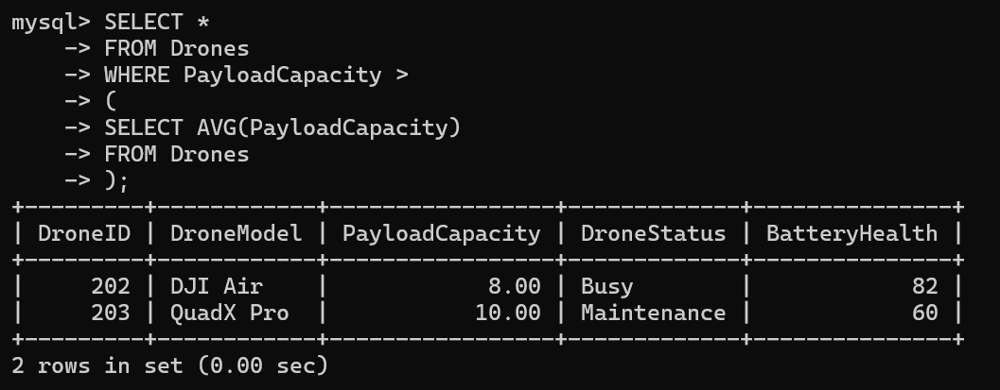 mysql> SELECT *
    -> FROM Drones
    -> WHERE PayloadCapacity >
    -> (
    -> SELECT AVG(PayloadCapacity)
    -> FROM Drones
    -> );
+---------+------------+-----------------+-------------+---------------+
| DroneID | DroneModel | PayloadCapacity | DroneStatus | BatteryHealth |
+---------+------------+-----------------+-------------+---------------+
|     202 | DJI Air    |            8.00 | Busy        |            82 |
|     203 | QuadX Pro  |           10.00 | Maintenance |            60 |
+---------+------------+-----------------+-------------+---------------+
2 rows in set (0.00 sec)